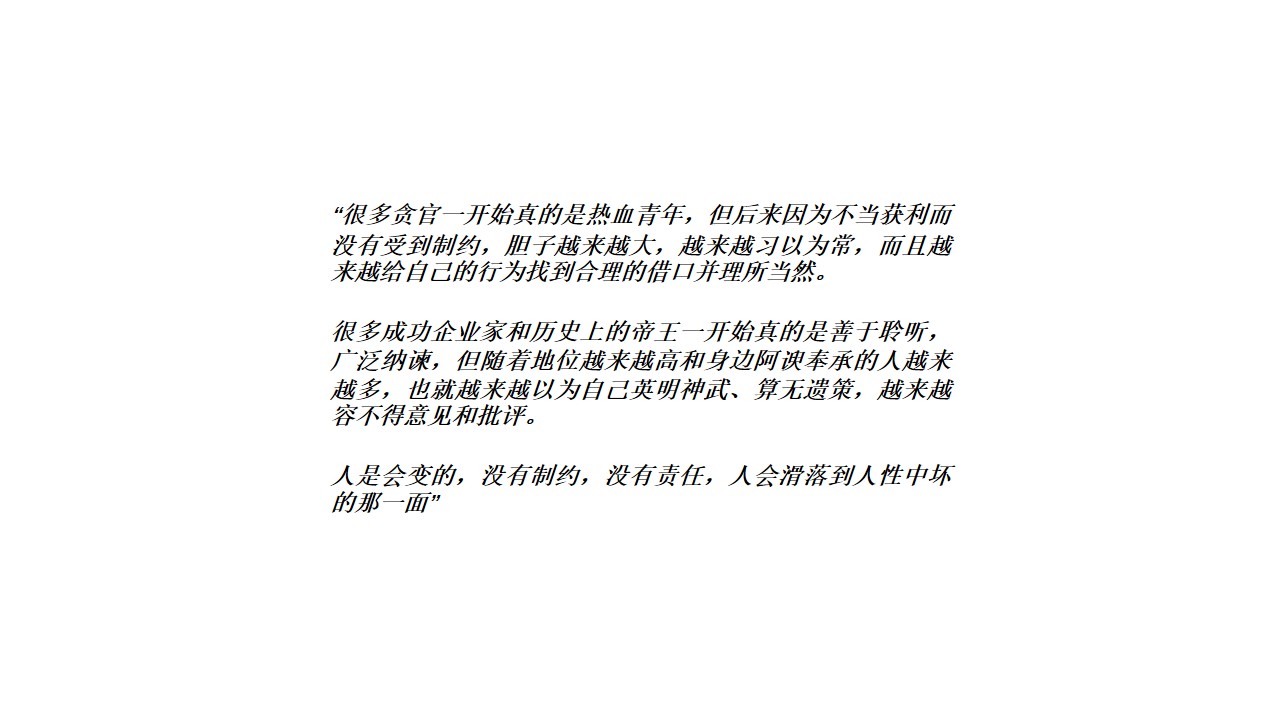 “很多贪官一开始真的是热血青年，但后来因为不当获利而
没有受到制约，胆子越来越大，越来越习以为常，而且越
来越给自己的行为找到合理的借口并理所当然。
很多成功企业家和历史上的帝王一开始真的是善于聆听，
广泛纳谏，但随着地位越来越高和身边阿谀奉承的人越来
越多，也就越来越以为自己英明神武、算无遗策，越来越
容不得意见和批评。
人是会变的，没有制约，没有责任，人会滑落到人性中坏
的那一面”